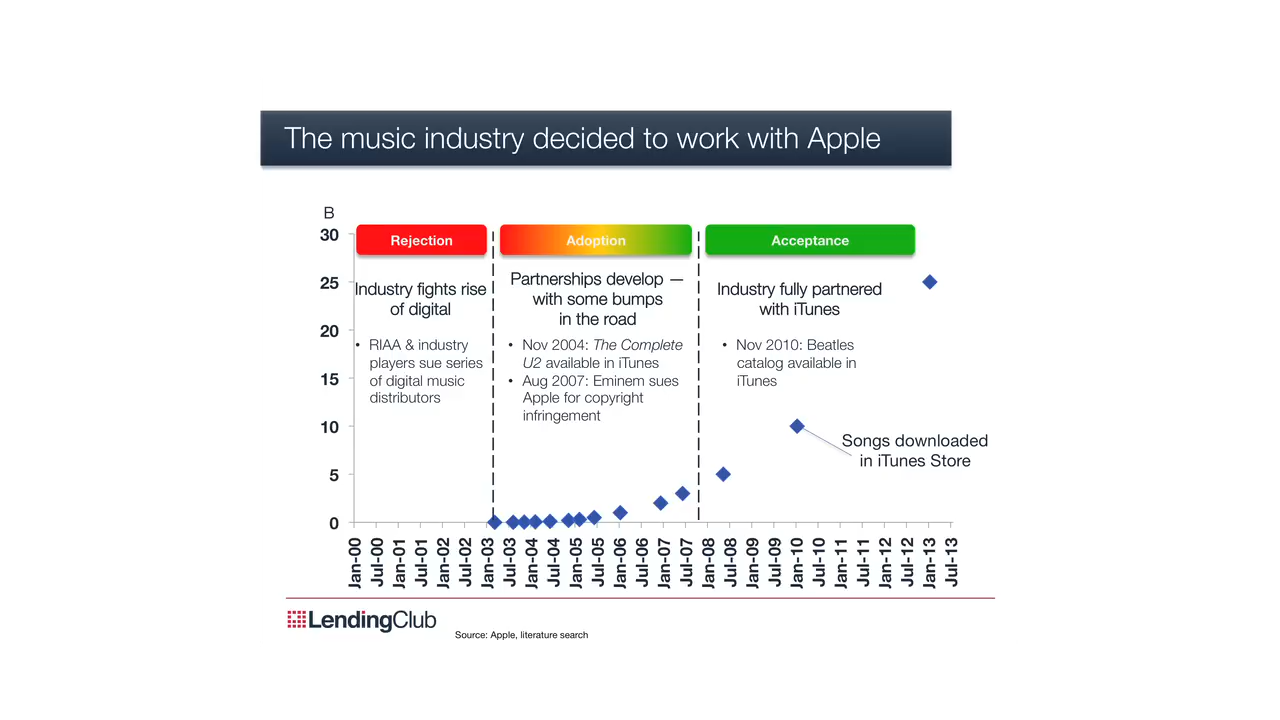 The music industry decided to work with Apple
B
30
25
20
15
10
5
0
Rejection
Industry fights rise
of digital
• RIAA & industry
players sue series
of digital music
distributors
Adoption
Partnerships develop —
with some bumps
in the road
• Nov 2004: The Complete
U2 available in iTunes
• Aug 2007: Eminem sues
Apple for copyright
infringement
Acceptance
Industry fully partnered
with iTunes
• Nov 2010: Beatles
catalog available in
iTunes
Songs downloaded
in iTunes Store
Jan-00
Jul-00
Jan-01
Jul-01
Jan-02
Jul-02
Jan-03
Jul-03
Jan-04
Jul-04
Jan-05
Jul-05
Jan-06
Jul-06
Jan-07
Jul-07
Jan-08
Jul-08
Jan-09
Jul-09
Jan-10
Jul-10
Jan-11
Jul-11
Jan-12
Jul-12
Jan-13
Jul-13
LendingClub
Source: Apple, literature search